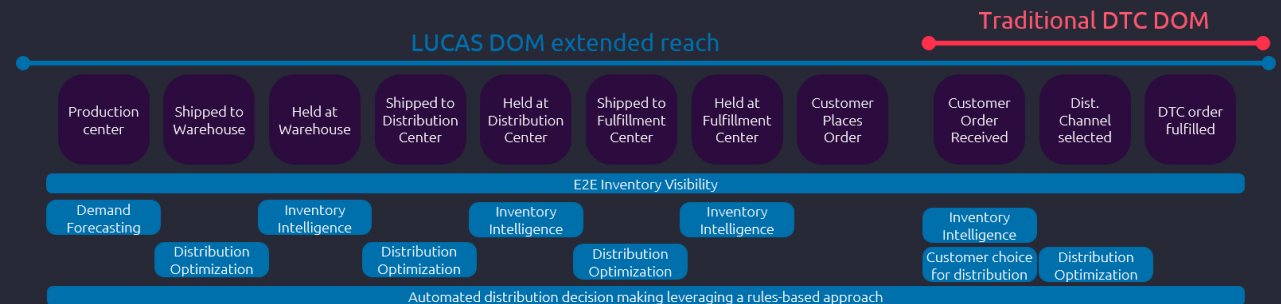 Traditional DTC DOM
LUCAS DOM extended reach
Production
center
Shipped to
Warehouse
Held at
Warehouse
Shipped to
Distribution
Center
Held at
Distribution
Center
Shipped to
Fulfillment
Center
Held at
Fulfillment
Center
Customer
Places
Order
Customer
Order
Received
Dist.
Channel
selected
DTC order
fulfilled
E2E Inventory Visibility
Demand
Forecasting
Inventory
Intelligence
Inventory
Intelligence
Inventory
Intelligence
Inventory
Intelligence
Distribution
Optimization
Distribution
Optimization
Distribution
Optimization
Customer choice
for distribution
Distribution
Optimization
Automated distribution decision making leveraging a rules-based approach